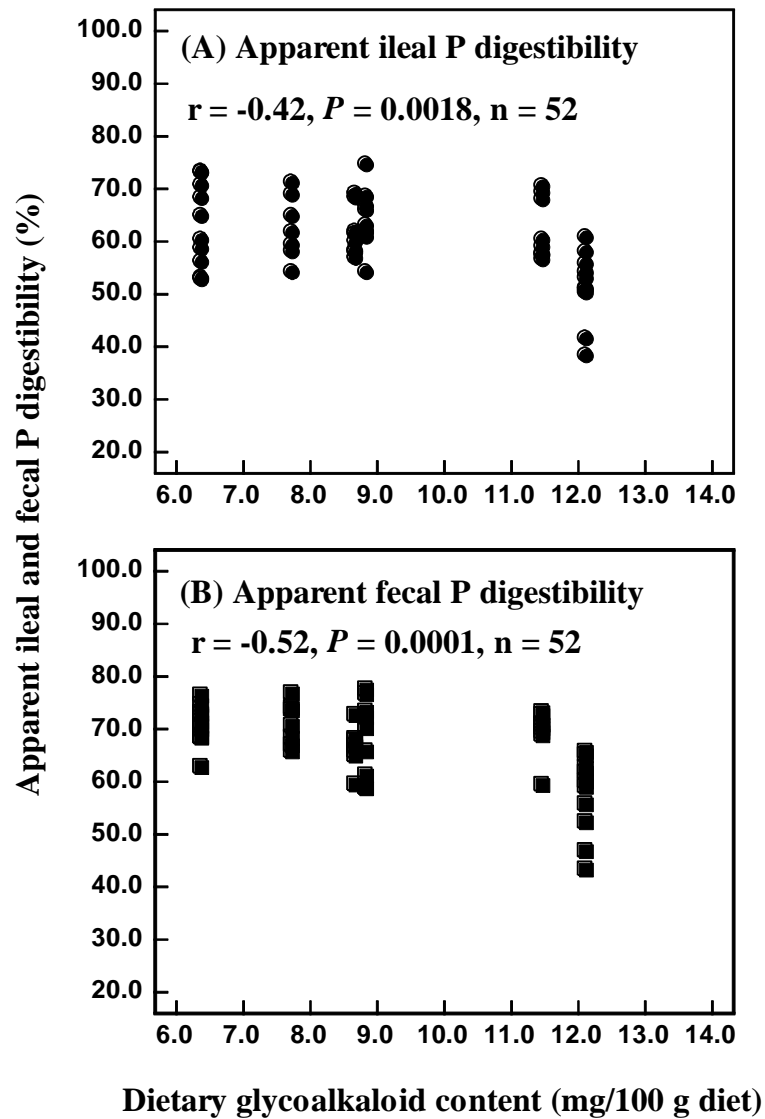 Apparent ileal and fecal P digestibility (%)
(A) Apparent ileal P digestibility
r = -0.42, P = 0.0018, n = 52
100.0
90.0
80.0
70.0
60.0
50.0
40.0
30.0
20.0
6.0 7.0 8.0 9.0 10.0 11.0 12.0 13.0 14.0
(B) Apparent fecal P digestibility
r = -0.52, P = 0.0001, n = 52
100.0
90.0
80.0
70.0
60.0
50.0
40.0
30.0
20.0
6.0 7.0 8.0 9.0 10.0 11.0 12.0 13.0 14.0
Dietary glycoalkaloid content (mg/100 g diet)